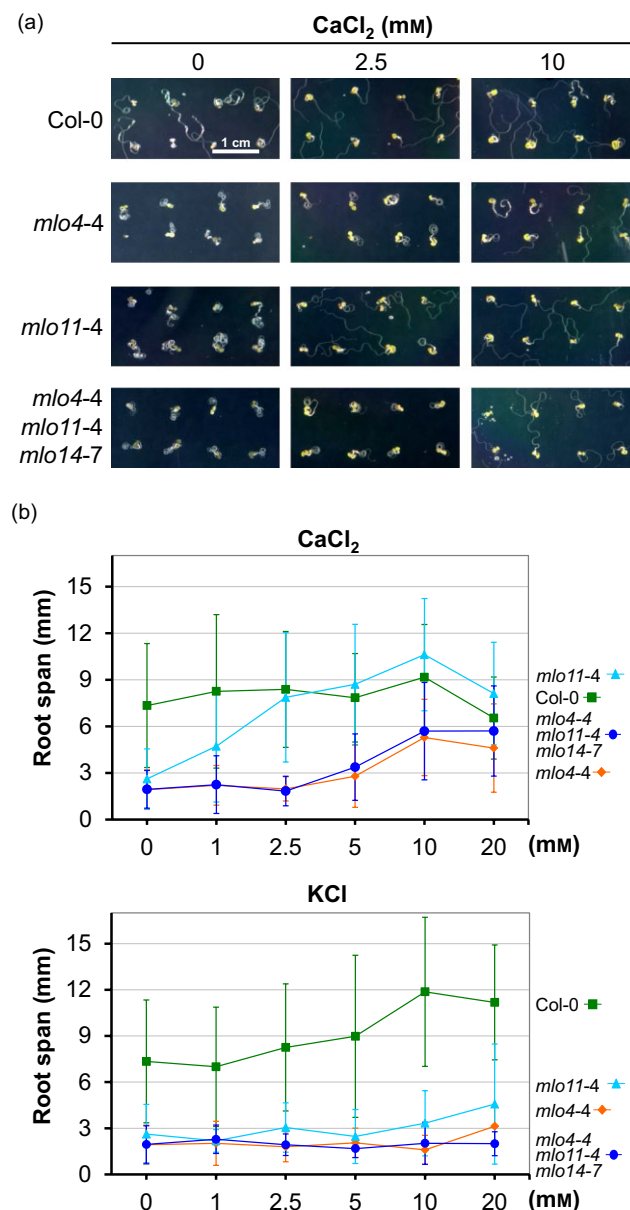 (a)
CaCl₂ (mM)
0 2.5 10
Col-0
1 cm
mlo4-4
mlo11-4
mlo4-4
mlo11-4
mlo14-7
(b)
CaCl₂
Root span (mm)
15
12
9
6
3
0
0 1 2.5 5 10 20 (mM)
mlo11-4
Col-0
mlo4-4
mlo11-4
mlo14-7
mlo4-4
KCl
Root span (mm)
15
12
9
6
3
0
0 1 2.5 5 10 20 (mM)
Col-0
mlo11-4
mlo4-4
mlo4-4
mlo11-4
mlo14-7